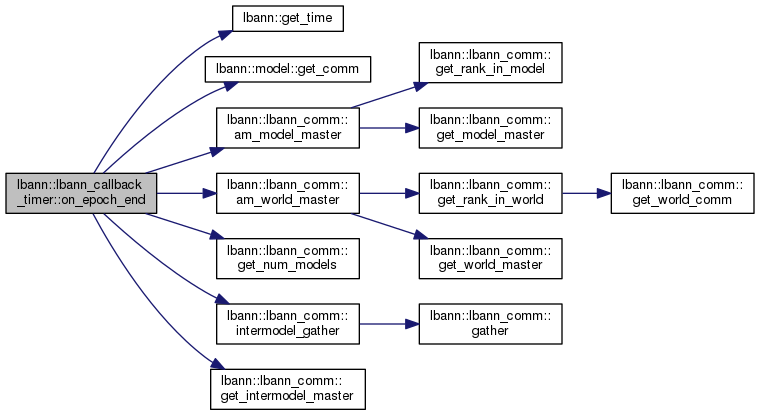 lbann::lbann_callback
_timer::on_epoch_end
lbann::get_time
lbann::model::get_comm
lbann::lbann_comm::
am_model_master
lbann::lbann_comm::
get_rank_in_model
lbann::lbann_comm::
get_model_master
lbann::lbann_comm::
am_world_master
lbann::lbann_comm::
get_rank_in_world
lbann::lbann_comm::
get_world_comm
lbann::lbann_comm::
get_world_master
lbann::lbann_comm::
get_num_models
lbann::lbann_comm::
intermodel_gather
lbann::lbann_comm::
gather
lbann::lbann_comm::
get_intermodel_master